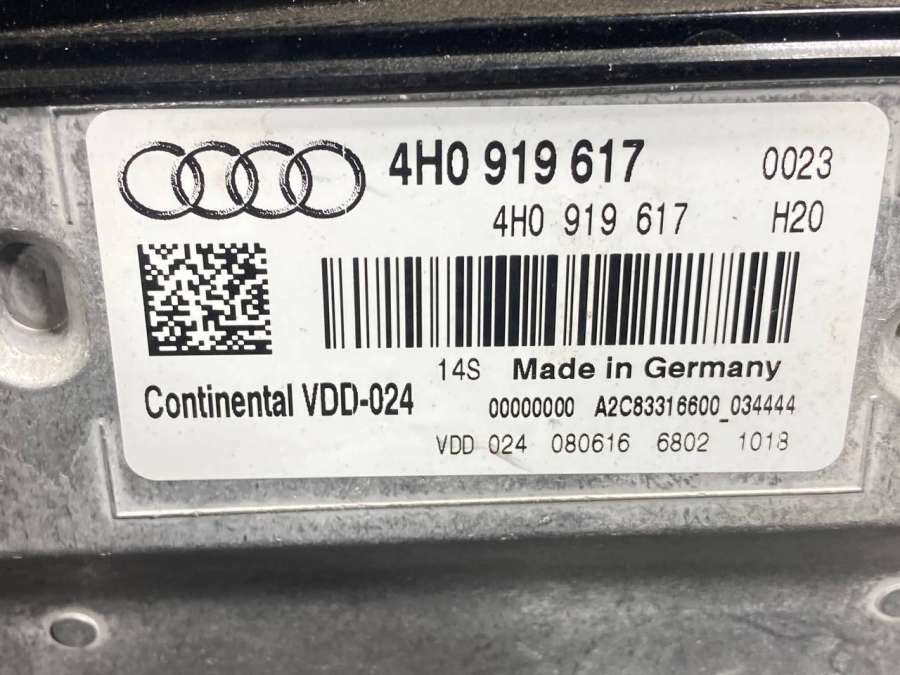 4H0 919 617 0023
4H0 919 617 H20
14S Made in Germany
Continental VDD-024
00000000 A2C83316600_034444
VDD 024 080616 6802 1018